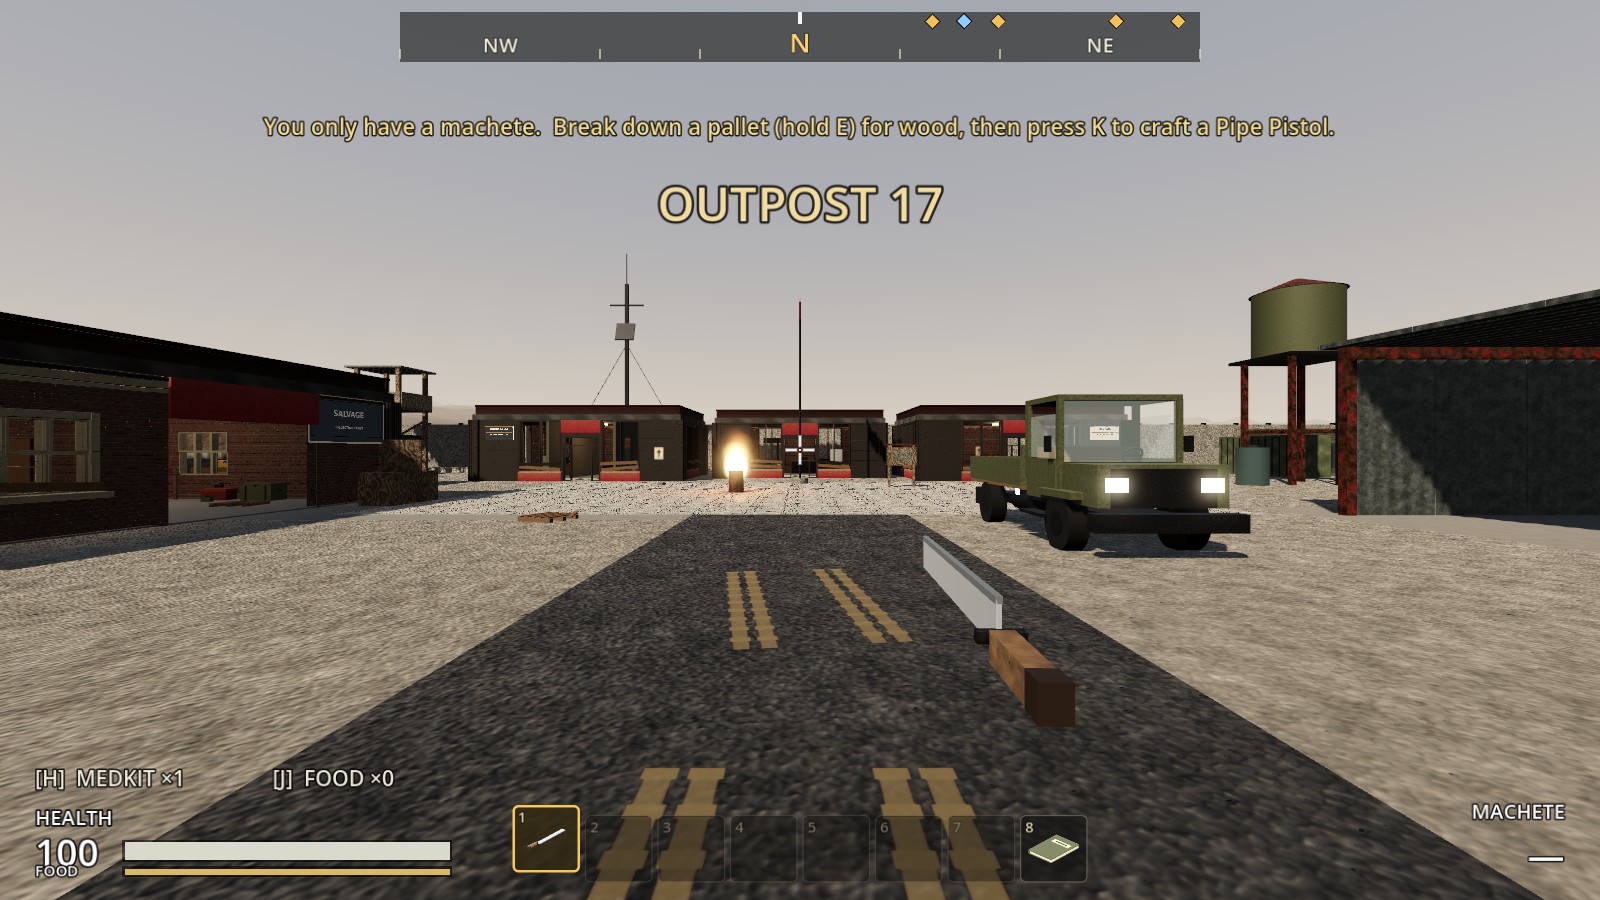 NW
N
NE
You only have a machete. Break down a pallet (hold E) for wood, then press K to craft a Pipe Pistol.
OUTPOST 17
SALVAGE
[H] MEDKIT ×1
[J] FOOD ×0
HEALTH
100
FOOD
1
2
3
4
5
6
7
8
MACHETE